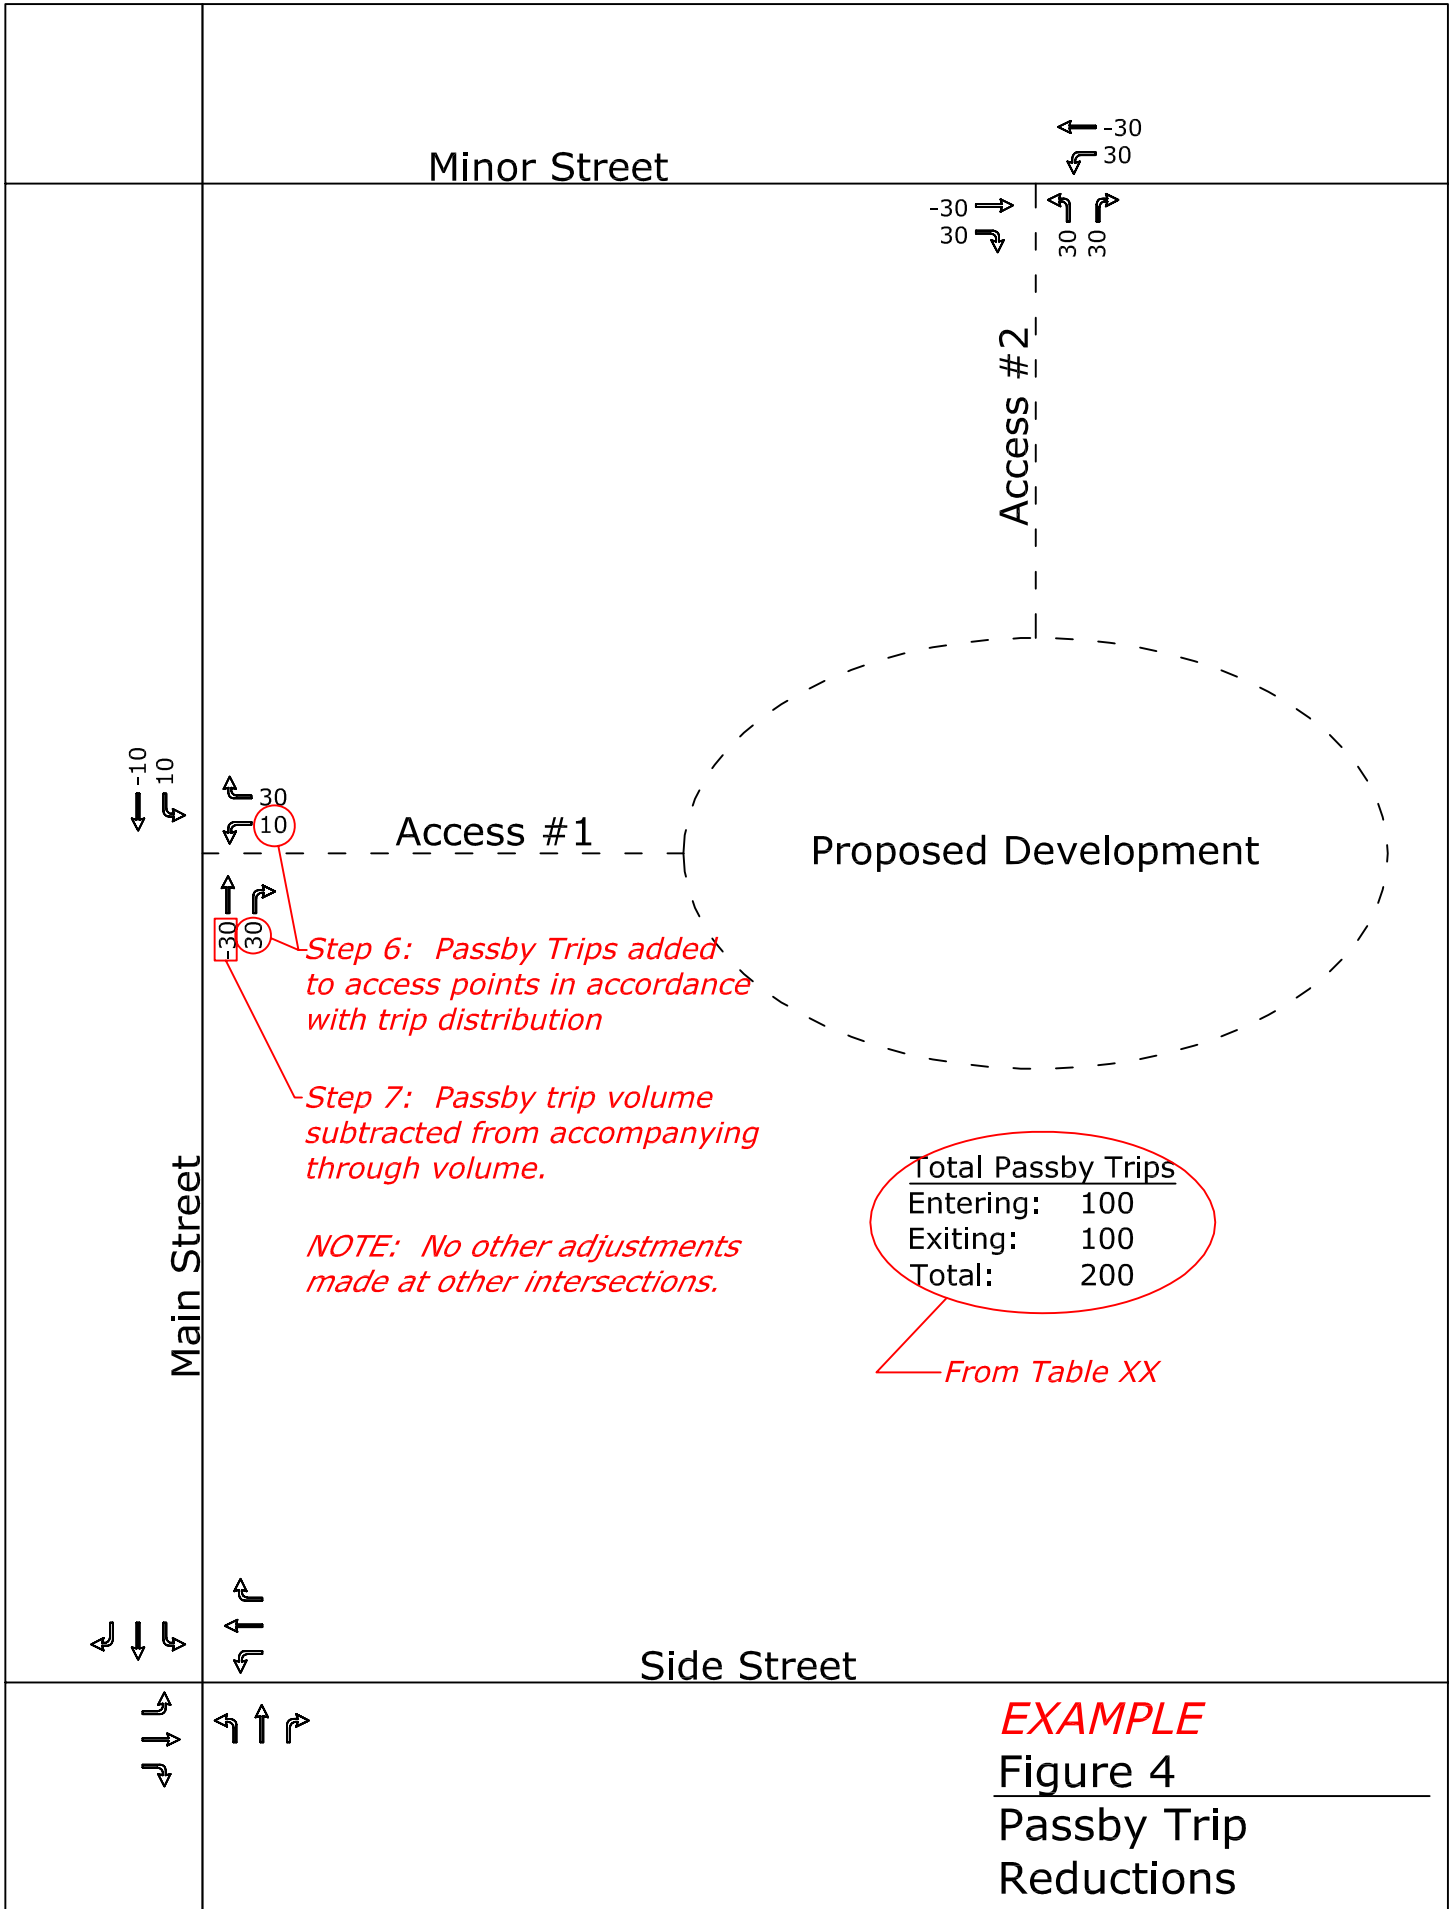 -30
30
Minor Street
-30
30
30
30
Access #2
-10
10
30
10
Access #1
Proposed Development
-30
30
Step 6:  Passby Trips added
to access points in accordance
with trip distribution
Step 7:  Passby trip volume
subtracted from accompanying
through volume.
NOTE:  No other adjustments
made at other intersections.
Main Street
Total Passby Trips
Entering: 100
Exiting: 100
Total: 200
From Table XX
Side Street
EXAMPLE
Figure 4
Passby Trip
Reductions